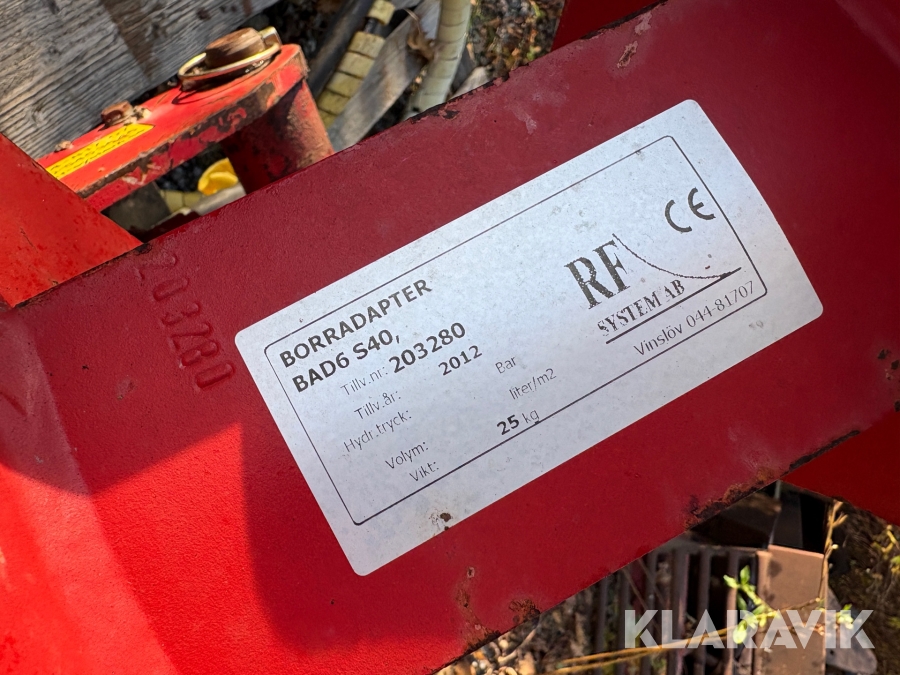 203280
BORRADAPTER
BAD6 S40,
Tillv.nr: 203280
Tillv.år: 2012
Hydr.tryck: Bar
Volym: liter/m2
Vikt: 25 kg
CE
RF
SYSTEM AB
Vinslöv 044-81707
KLARAVIK